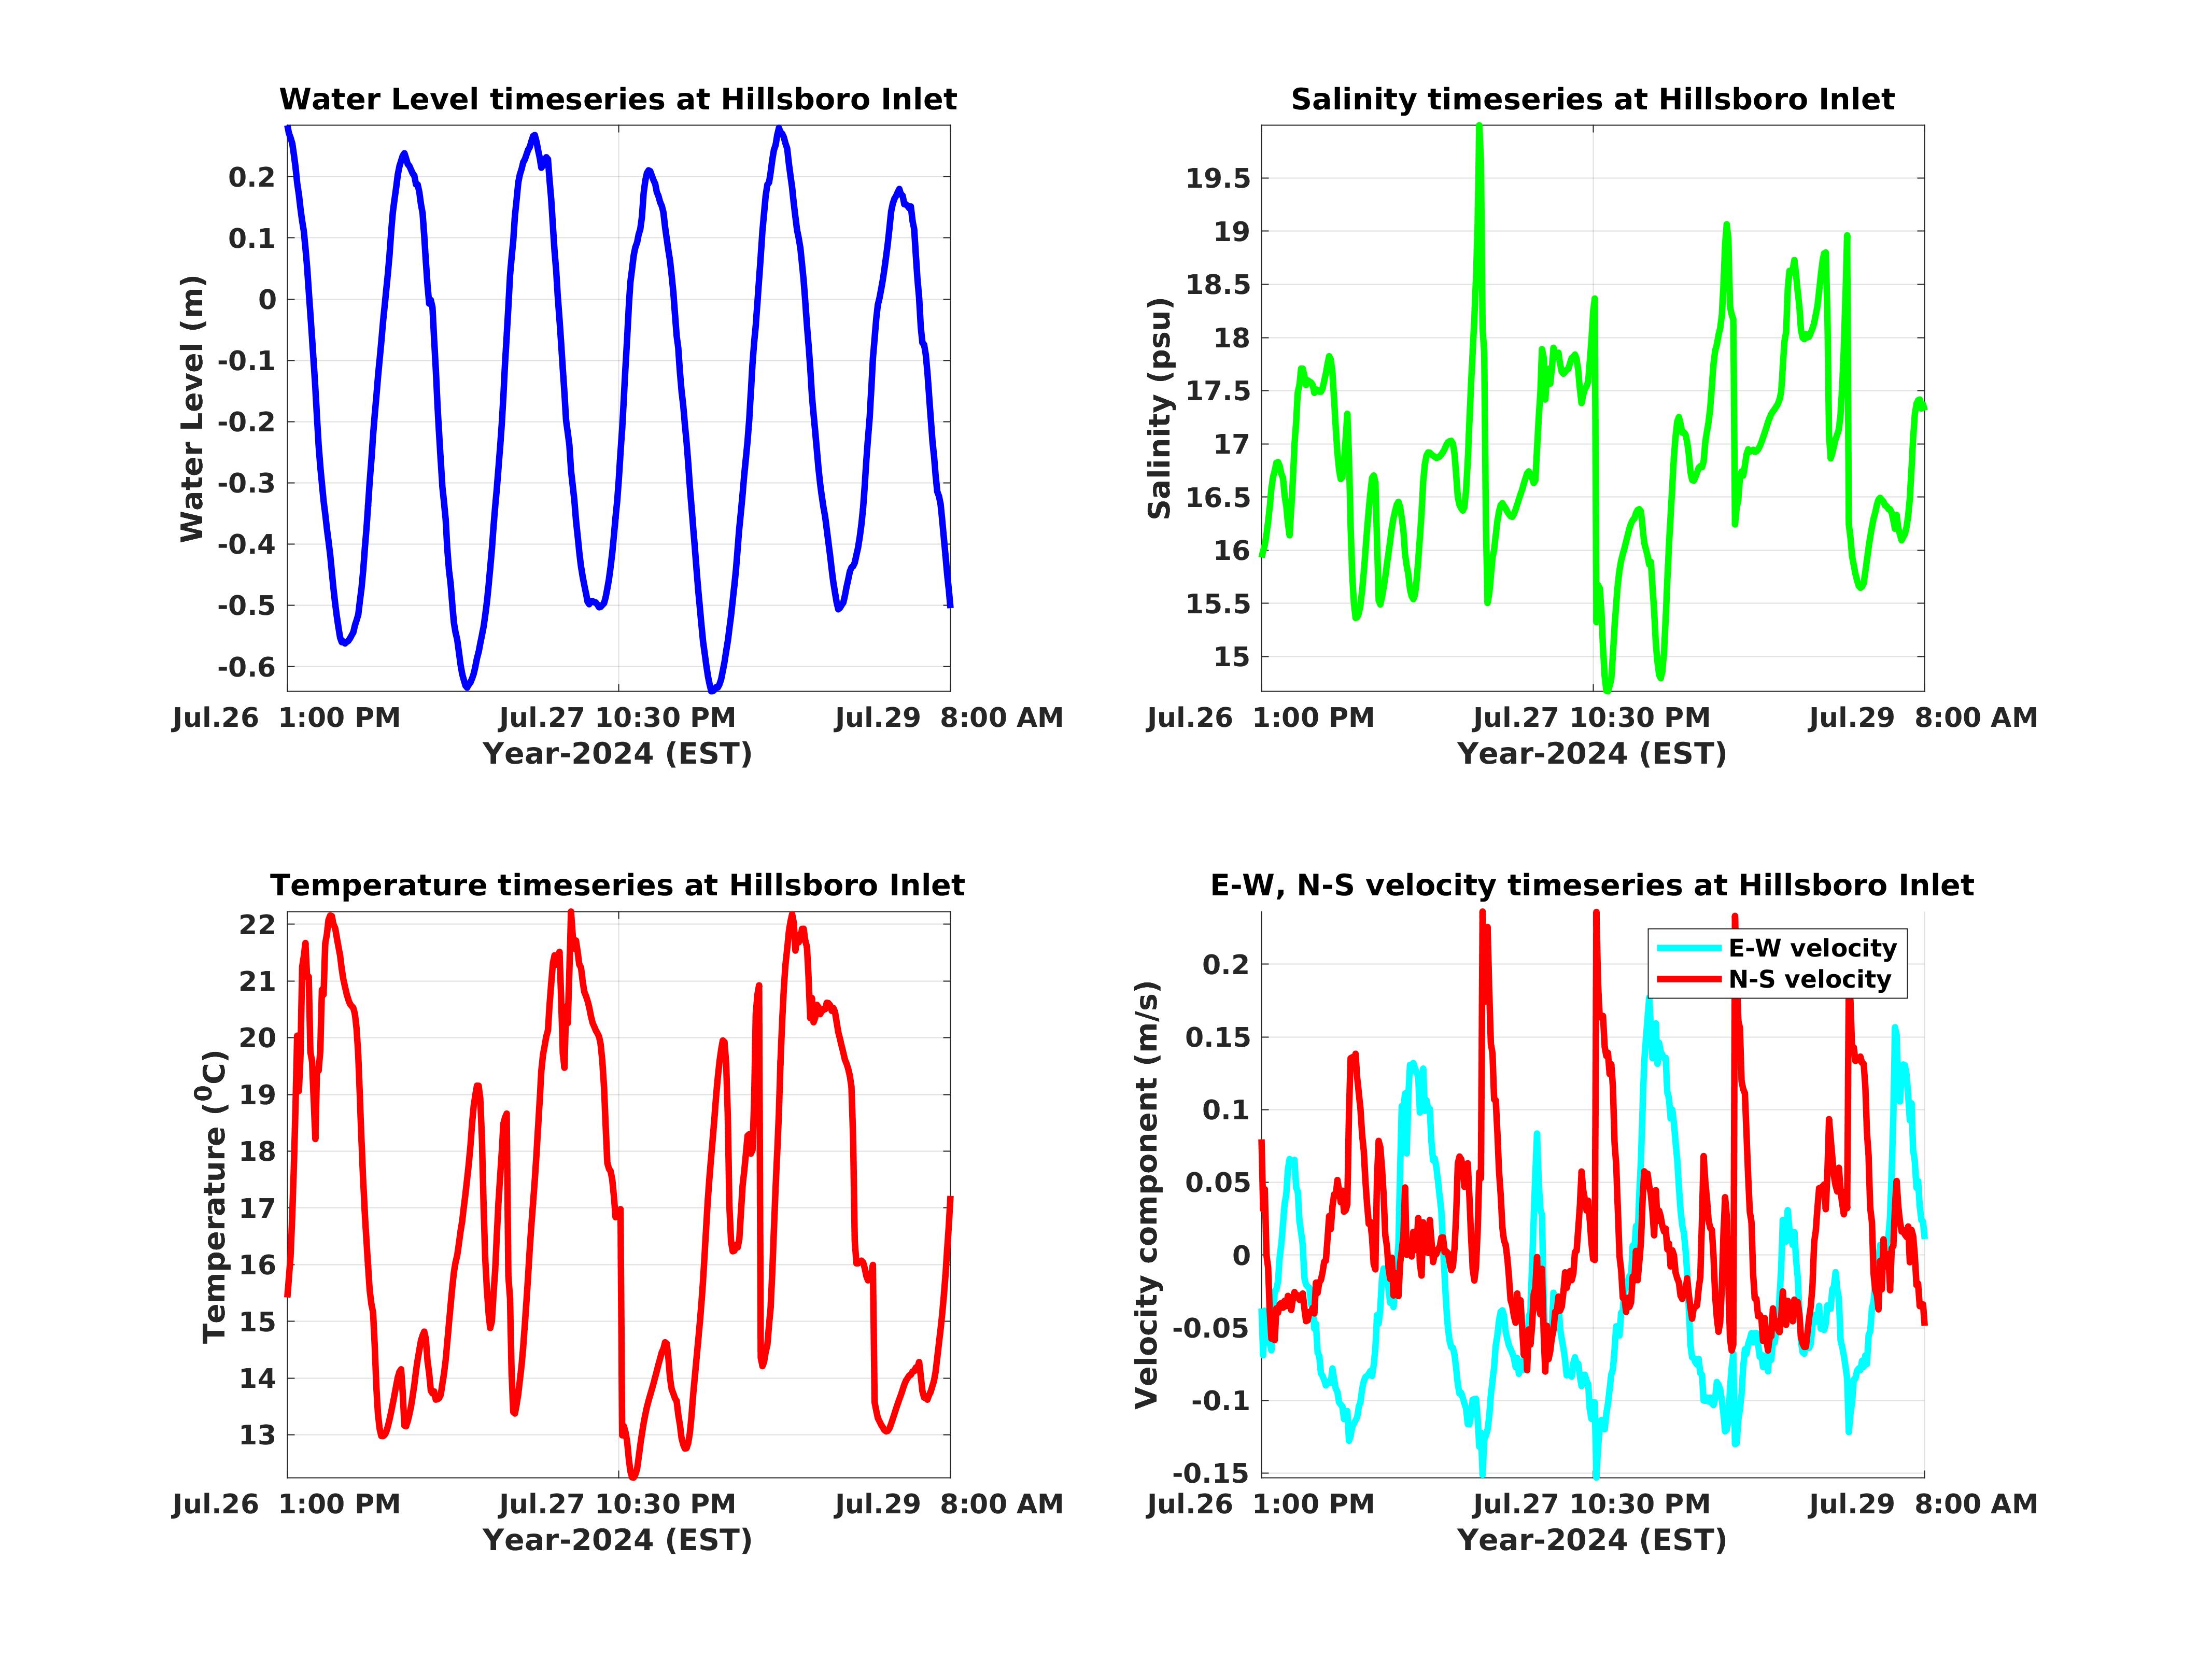 Water Level timeseries at Hillsboro Inlet
0.2
0.1
0
-0.1
-0.2
-0.3
-0.4
-0.5
-0.6
Water Level (m)
Jul.26 1:00 PM
Jul.27 10:30 PM
Jul.29 8:00 AM
Year-2024 (EST)
Salinity timeseries at Hillsboro Inlet
19.5
19
18.5
18
17.5
17
16.5
16
15.5
15
Salinity (psu)
Jul.26 1:00 PM
Jul.27 10:30 PM
Jul.29 8:00 AM
Year-2024 (EST)
Temperature timeseries at Hillsboro Inlet
22
21
20
19
18
17
16
15
14
13
Temperature (⁰C)
Jul.26 1:00 PM
Jul.27 10:30 PM
Jul.29 8:00 AM
Year-2024 (EST)
E-W, N-S velocity timeseries at Hillsboro Inlet
E-W velocity
N-S velocity
0.2
0.15
0.1
0.05
0
-0.05
-0.1
-0.15
Velocity component (m/s)
Jul.26 1:00 PM
Jul.27 10:30 PM
Jul.29 8:00 AM
Year-2024 (EST)